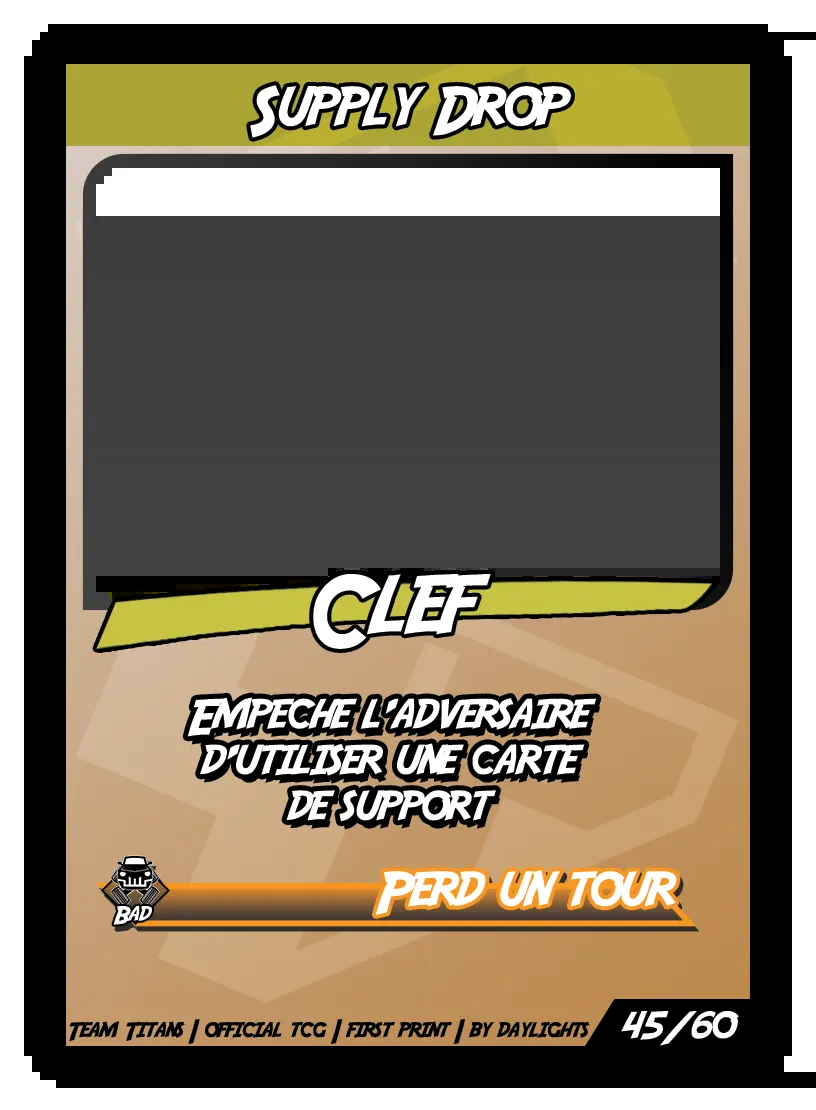 Supply Drop
Clef
Empeche l'adversaire
d'utiliser une carte
de support
Bad
Perd un tour
Team Titans | official tcg | first print | by daylights
45/60